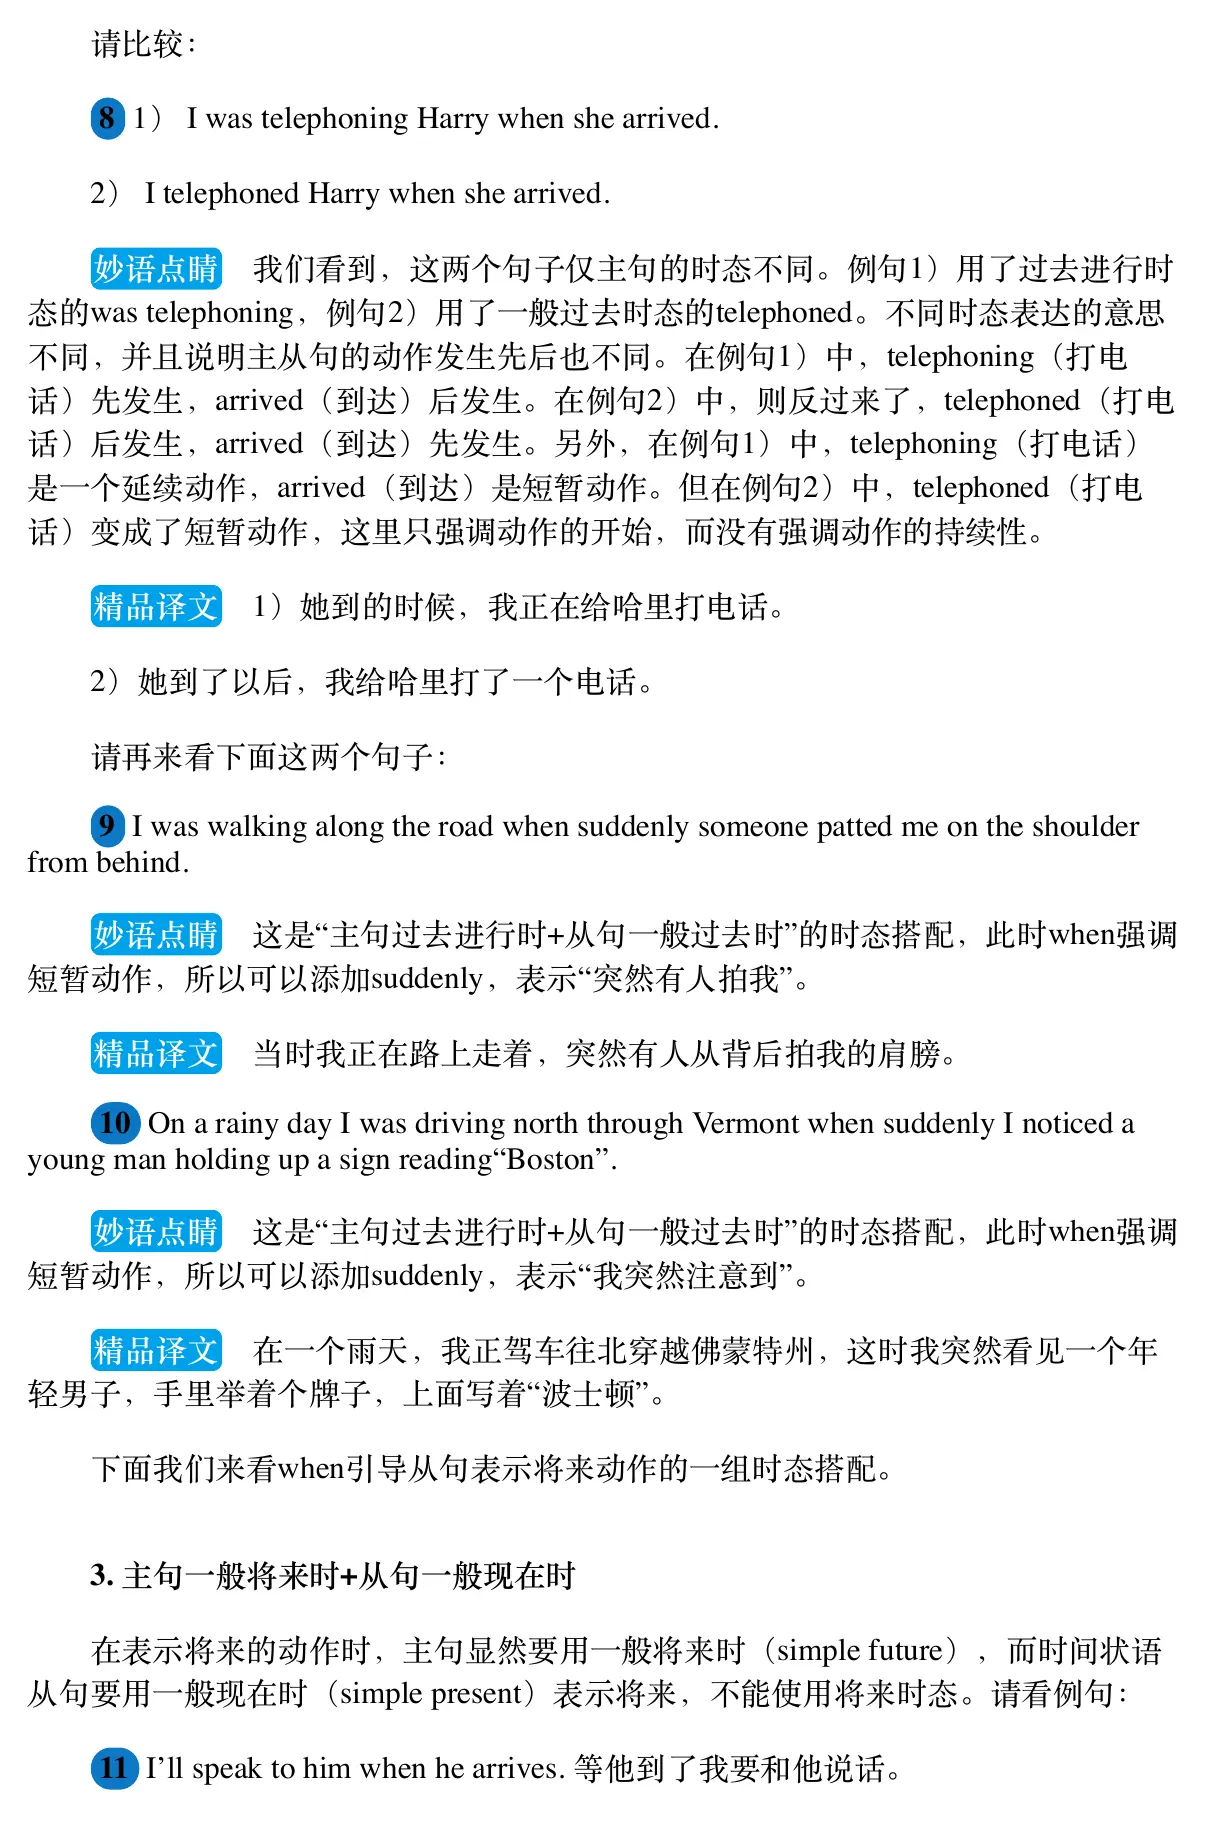 请比较：
8 1） I was telephoning Harry when she arrived.
2） I telephoned Harry when she arrived.
妙语点睛 我们看到，这两个句子仅主句的时态不同。例句1）用了过去进行时
态的was telephoning，例句2）用了一般过去时态的telephoned。不同时态表达的意思
不同，并且说明主从句的动作发生先后也不同。在例句1）中，telephoning（打电
话）先发生，arrived（到达）后发生。在例句2）中，则反过来了，telephoned（打电
话）后发生，arrived（到达）先发生。另外，在例句1）中，telephoning（打电话）
是一个延续动作，arrived（到达）是短暂动作。但在例句2）中，telephoned（打电
话）变成了短暂动作，这里只强调动作的开始，而没有强调动作的持续性。
精品译文 1）她到的时候，我正在给哈里打电话。
2）她到了以后，我给哈里打了一个电话。
请再来看下面这两个句子：
9 I was walking along the road when suddenly someone patted me on the shoulder
from behind.
妙语点睛 这是“主句过去进行时+从句一般过去时”的时态搭配，此时when强调
短暂动作，所以可以添加suddenly，表示“突然有人拍我”。
精品译文 当时我正在路上走着，突然有人从背后拍我的肩膀。
10 On a rainy day I was driving north through Vermont when suddenly I noticed a
young man holding up a sign reading“Boston”.
妙语点睛 这是“主句过去进行时+从句一般过去时”的时态搭配，此时when强调
短暂动作，所以可以添加suddenly，表示“我突然注意到”。
精品译文 在一个雨天，我正驾车往北穿越佛蒙特州，这时我突然看见一个年
轻男子，手里举着个牌子，上面写着“波士顿”。
下面我们来看when引导从句表示将来动作的一组时态搭配。
3. 主句一般将来时+从句一般现在时
在表示将来的动作时，主句显然要用一般将来时（simple future），而时间状语
从句要用一般现在时（simple present）表示将来，不能使用将来时态。请看例句：
11 I’ll speak to him when he arrives. 等他到了我要和他说话。